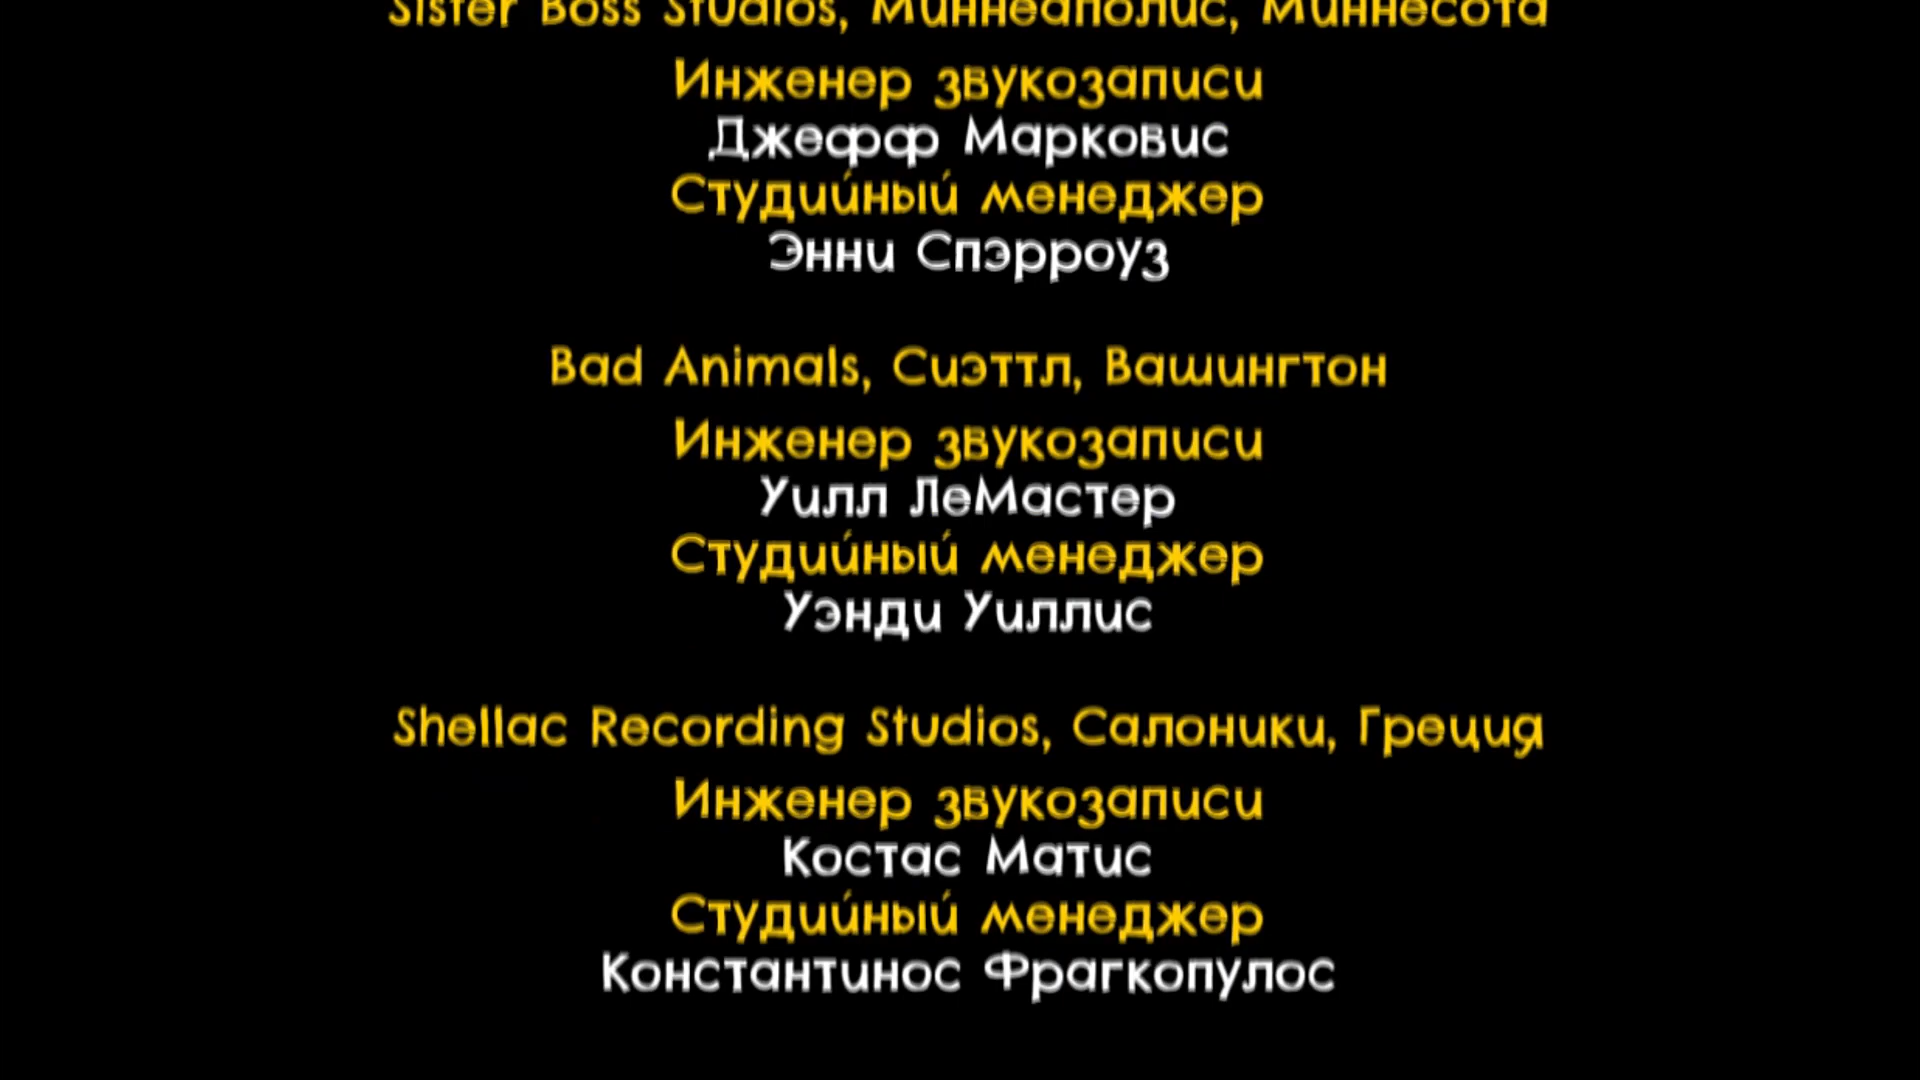 Sister Boss Studios, Миннеаполис, Миннесота
Инженер звукозаписи
Джефф Марковис
Студийный менеджер
Энни Спэрроуз
Bad Animals, Сиэттл, Вашингтон
Инженер звукозаписи
Уилл ЛеМастер
Студийный менеджер
Уэнди Уиллис
Shellac Recording Studios, Салоники, Греция
Инженер звукозаписи
Костас Матис
Студийный менеджер
Константинос Фрагкопулос